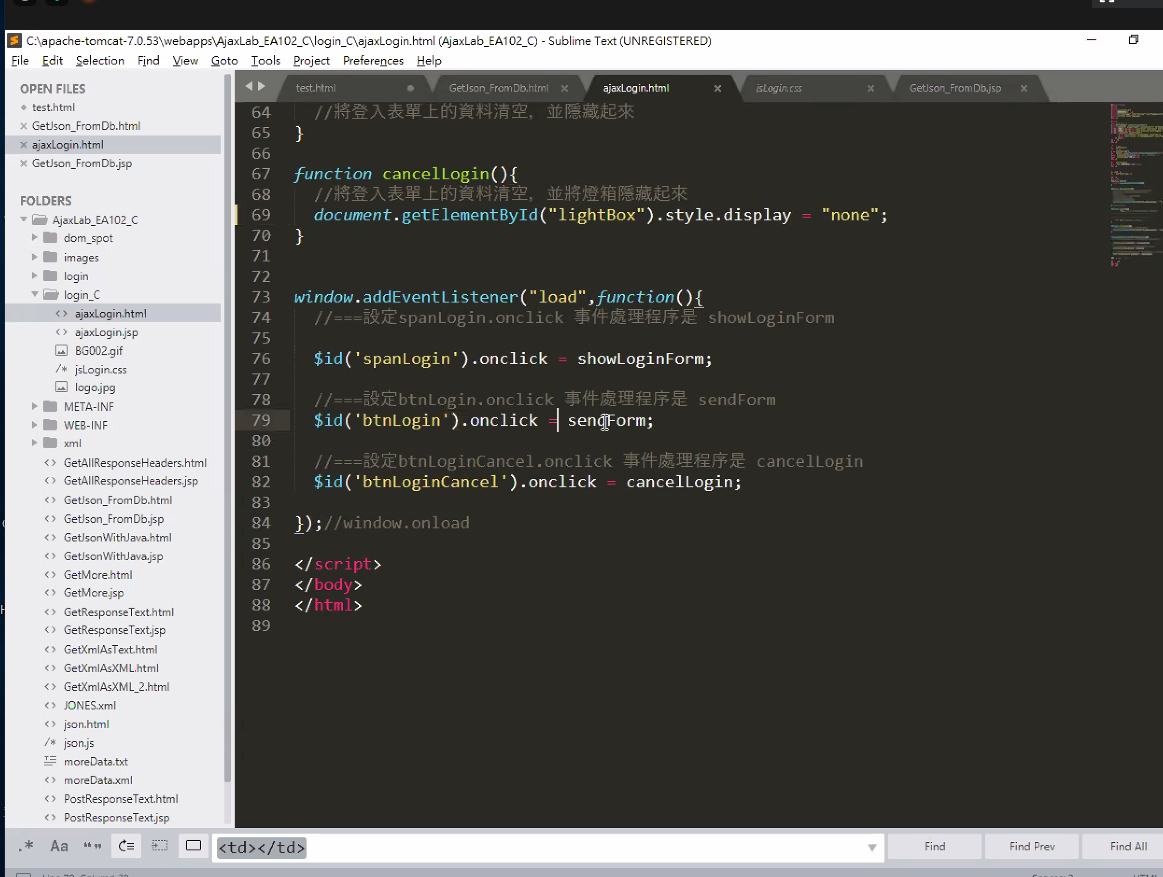 C:\apache-tomcat-7.0.53\webapps\AjaxLab_EA102_C\login_C\ajaxLogin.html (AjaxLab_EA102_C) - Sublime Text (UNREGISTERED)
File Edit Selection Find View Goto Tools Project Preferences Help
OPEN FILES
test.html
GetJson_FromDb.html
ajaxLogin.html
GetJson_FromDb.jsp
FOLDERS
AjaxLab_EA102_C
dom_spot
images
login
login_C
ajaxLogin.html
ajaxLogin.jsp
BG002.gif
jsLogin.css
logo.jpg
META-INF
WEB-INF
xml
GetAllResponseHeaders.html
GetAllResponseHeaders.jsp
GetJson_FromDb.html
GetJson_FromDb.jsp
GetJsonWithJava.html
GetJsonWithJava.jsp
GetMore.html
GetMore.jsp
GetResponseText.html
GetResponseText.jsp
GetXmlAsText.html
GetXmlAsXML.html
GetXmlAsXML_2.html
JONES.xml
json.html
json.js
moreData.txt
moreData.xml
PostResponseText.html
PostResponseText.jsp
test.html GetJson_FromDb.html ajaxLogin.html jsLogin.css GetJson_FromDb.jsp
64 //將登入表單上的資料清空，並隱藏起來
65 }
66
67 function cancelLogin(){
68 //將登入表單上的資料清空，並將燈箱隱藏起來
69 document.getElementById("lightBox").style.display = "none";
70 }
71
72
73 window.addEventListener("load",function(){
74 //===設定spanLogin.onclick 事件處理程序是 showLoginForm
75
76 $id('spanLogin').onclick = showLoginForm;
77
78 //===設定btnLogin.onclick 事件處理程序是 sendForm
79 $id('btnLogin').onclick = sendForm;
80
81 //===設定btnLoginCancel.onclick 事件處理程序是 cancelLogin
82 $id('btnLoginCancel').onclick = cancelLogin;
83
84 });//window.onload
85
86 </script>
87 </body>
88 </html>
89
.* Aa “” <td></td> Find Find Prev Find All